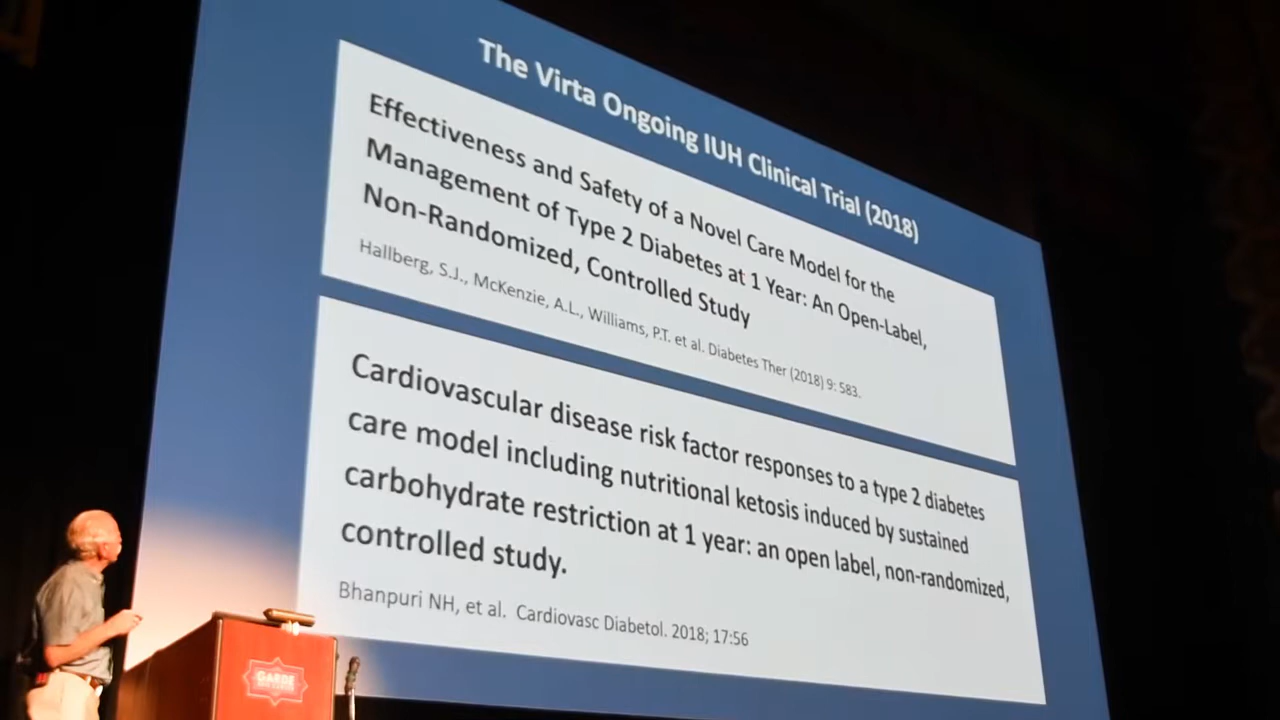 The Virta Ongoing IUH Clinical Trial (2018)
Effectiveness and Safety of a Novel Care Model for the
Management of Type 2 Diabetes at 1 Year: An Open-Label,
Non-Randomized, Controlled Study
Hallberg, S.J., McKenzie, A.L., Williams, P.T. et al. Diabetes Ther (2018) 9: 583.
Cardiovascular disease risk factor responses to a type 2 diabetes
care model including nutritional ketosis induced by sustained
carbohydrate restriction at 1 year: an open label, non-randomized,
controlled study.
Bhanpuri NH, et al. Cardiovasc Diabetol. 2018; 17:56
GARDE